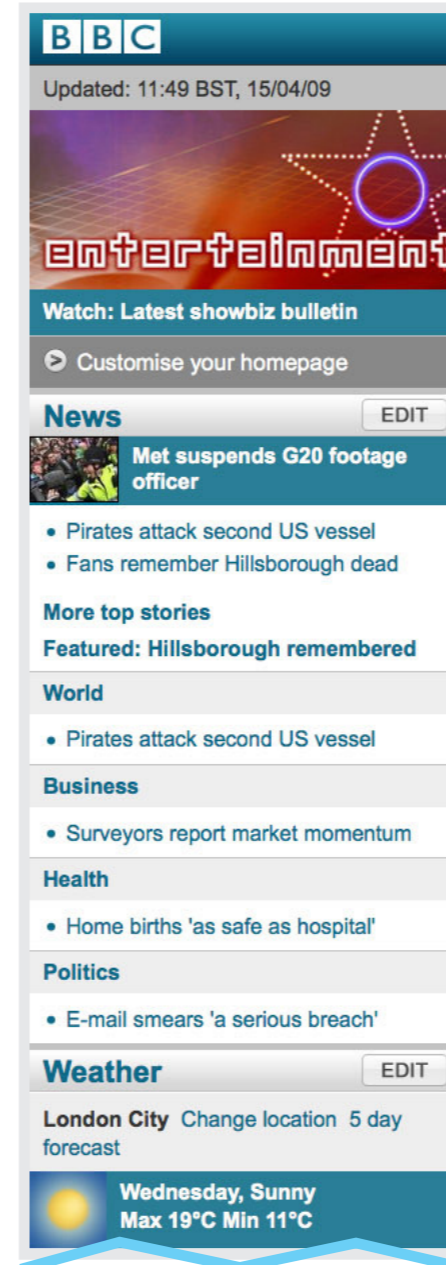 BBC
Updated: 11:49 BST, 15/04/09
entertainment
Watch: Latest showbiz bulletin
Customise your homepage
News EDIT
Met suspends G20 footage
officer
• Pirates attack second US vessel
• Fans remember Hillsborough dead
More top stories
Featured: Hillsborough remembered
World
• Pirates attack second US vessel
Business
• Surveyors report market momentum
Health
• Home births 'as safe as hospital'
Politics
• E-mail smears 'a serious breach'
Weather EDIT
London City Change location 5 day
forecast
Wednesday, Sunny
Max 19°C Min 11°C